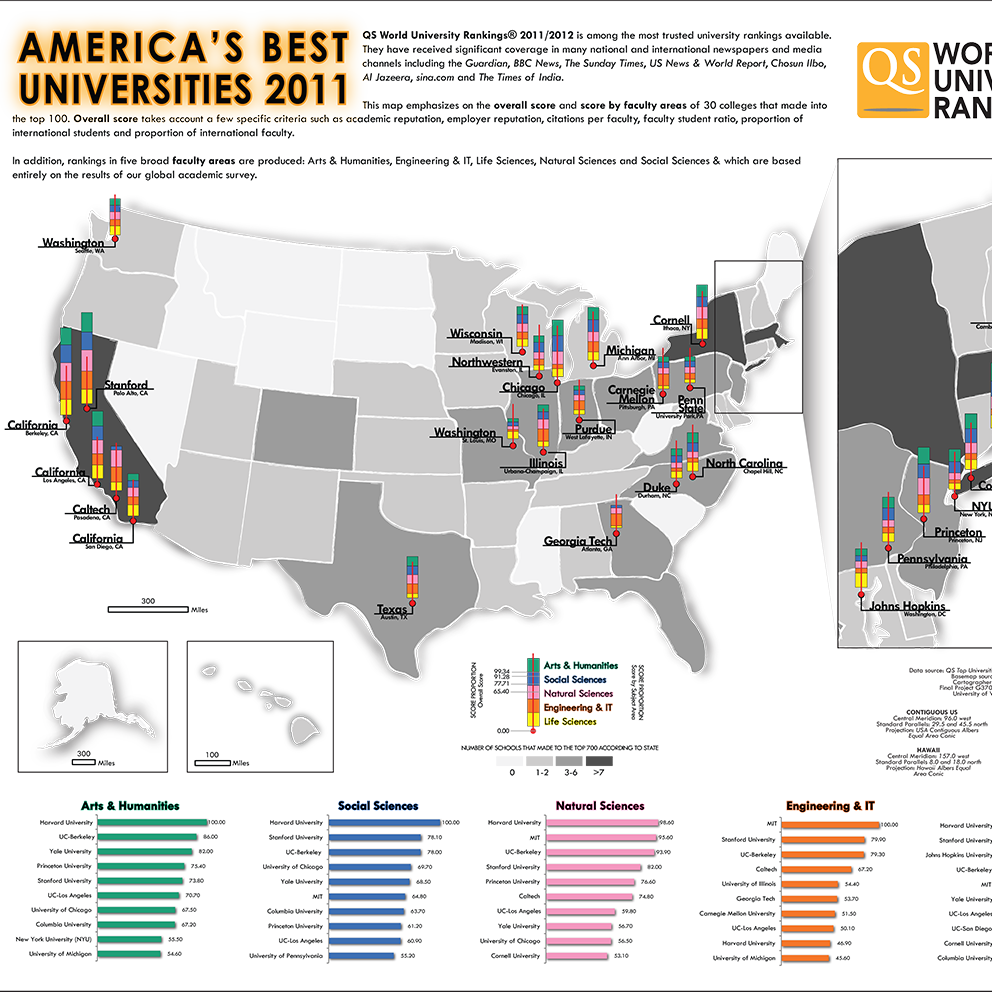 AMERICA'S BEST
UNIVERSITIES 2011
QS World University Rankings® 2011/2012 is among the most trusted university rankings available.
They have received significant coverage in many national and international newspapers and media
channels including the Guardian, BBC News, The Sunday Times, US News & World Report, Chosun Ilbo,
Al Jazeera, sina.com and The Times of India.
This map emphasizes on the overall score and score by faculty areas of 30 colleges that made into
the top 100. Overall score takes account a few specific criteria such as academic reputation, employer reputation, citations per faculty, faculty student ratio, proportion of
international students and proportion of international faculty.
In addition, rankings in five broad faculty areas are produced: Arts & Humanities, Engineering & IT, Life Sciences, Natural Sciences and Social Sciences & which are based
entirely on the results of our global academic survey.
QS
WOR
UNIV
RAN
Washington
Seattle, WA
Stanford
Palo Alto, CA
California
Berkeley, CA
California
Los Angeles, CA
Caltech
Pasadena, CA
California
San Diego, CA
Wisconsin
Madison, WI
Northwestern
Evanston, IL
Chicago
Chicago, IL
Michigan
Ann Arbor, MI
Cornell
Ithaca, NY
Carnegie
Mellon
Pittsburgh, PA
Penn
State
University Park, PA
Purdue
West Lafayette, IN
Washington
St. Louis, MO
Illinois
Urbana-Champaign, IL
North Carolina
Chapel Hill, NC
Duke
Durham, NC
Georgia Tech
Atlanta, GA
Texas
Austin, TX
Camb
Co
NYU
New York, N
Princeton
Princeton, NJ
Pennsylvania
Philadelphia, PA
Johns Hopkins
Washington, DC
300
Miles
300
Miles
100
Miles
SCORE PROPORTION
Overall Score
99.34
91.28
77.71
65.40
0.00
Arts & Humanities
Social Sciences
Natural Sciences
Engineering & IT
Life Sciences
SCORE PROPORTION
Score by Subject Area
NUMBER OF SCHOOLS THAT MADE TO THE TOP 700 ACCORDING TO STATE
0 1-2 3-6 >7
Data source: QS Top Universiti
Basemap sourc
Cartographer
Final Project G370
University of V
CONTIGUOUS US
Central Meridian: 96.0 west
Standard Parallels: 29.5 and 45.5 north
Projection: USA Contiguous Albers
Equal Area Conic
HAWAII
Central Meridian: 157.0 west
Standard Parallels 8.0 and 18.0 north
Projection: Hawaii Albers Equal
Area Conic
Arts & Humanities
Harvard University 100.00
UC-Berkeley 86.00
Yale University 82.00
Princeton University 75.40
Stanford University 73.80
UC-Los Angeles 70.70
University of Chicago 67.50
Columbia University 67.20
New York University (NYU) 55.50
University of Michigan 54.60
Social Sciences
Harvard University 100.00
Stanford University 78.10
UC-Berkeley 78.00
University of Chicago 69.70
Yale University 68.50
MIT 64.80
Columbia University 63.70
Princeton University 61.20
UC-Los Angeles 60.90
University of Pennsylvania 55.20
Natural Sciences
Harvard University 98.60
MIT 95.60
UC-Berkeley 93.90
Stanford University 82.00
Princeton University 76.60
Caltech 74.80
UC-Los Angeles 59.80
Yale University 56.70
University of Chicago 56.50
Cornell University 53.10
Engineering & IT
MIT 100.00
Stanford University 79.90
UC-Berkeley 79.30
Caltech 67.20
University of Illinois 54.40
Georgia Tech 53.70
Carnegie Mellon University 51.50
UC-Los Angeles 50.10
Harvard University 46.90
University of Michigan 45.60
Harvard University
Stanford University
Johns Hopkins University
UC-Berkeley
MIT
Yale University
UC-Los Angeles
UC-San Diego
Cornell University
Columbia University